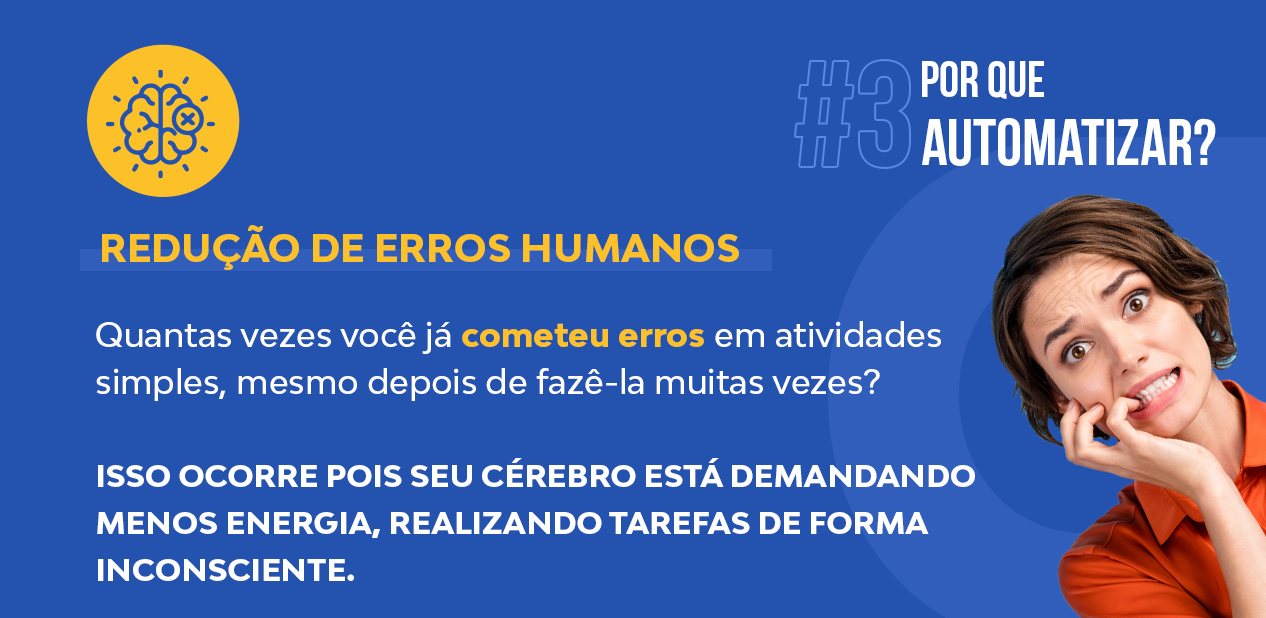 #3 POR QUE
AUTOMATIZAR?
REDUÇÃO DE ERROS HUMANOS
Quantas vezes você já cometeu erros em atividades
simples, mesmo depois de fazê-la muitas vezes?
ISSO OCORRE POIS SEU CÉREBRO ESTÁ DEMANDANDO
MENOS ENERGIA, REALIZANDO TAREFAS DE FORMA
INCONSCIENTE.